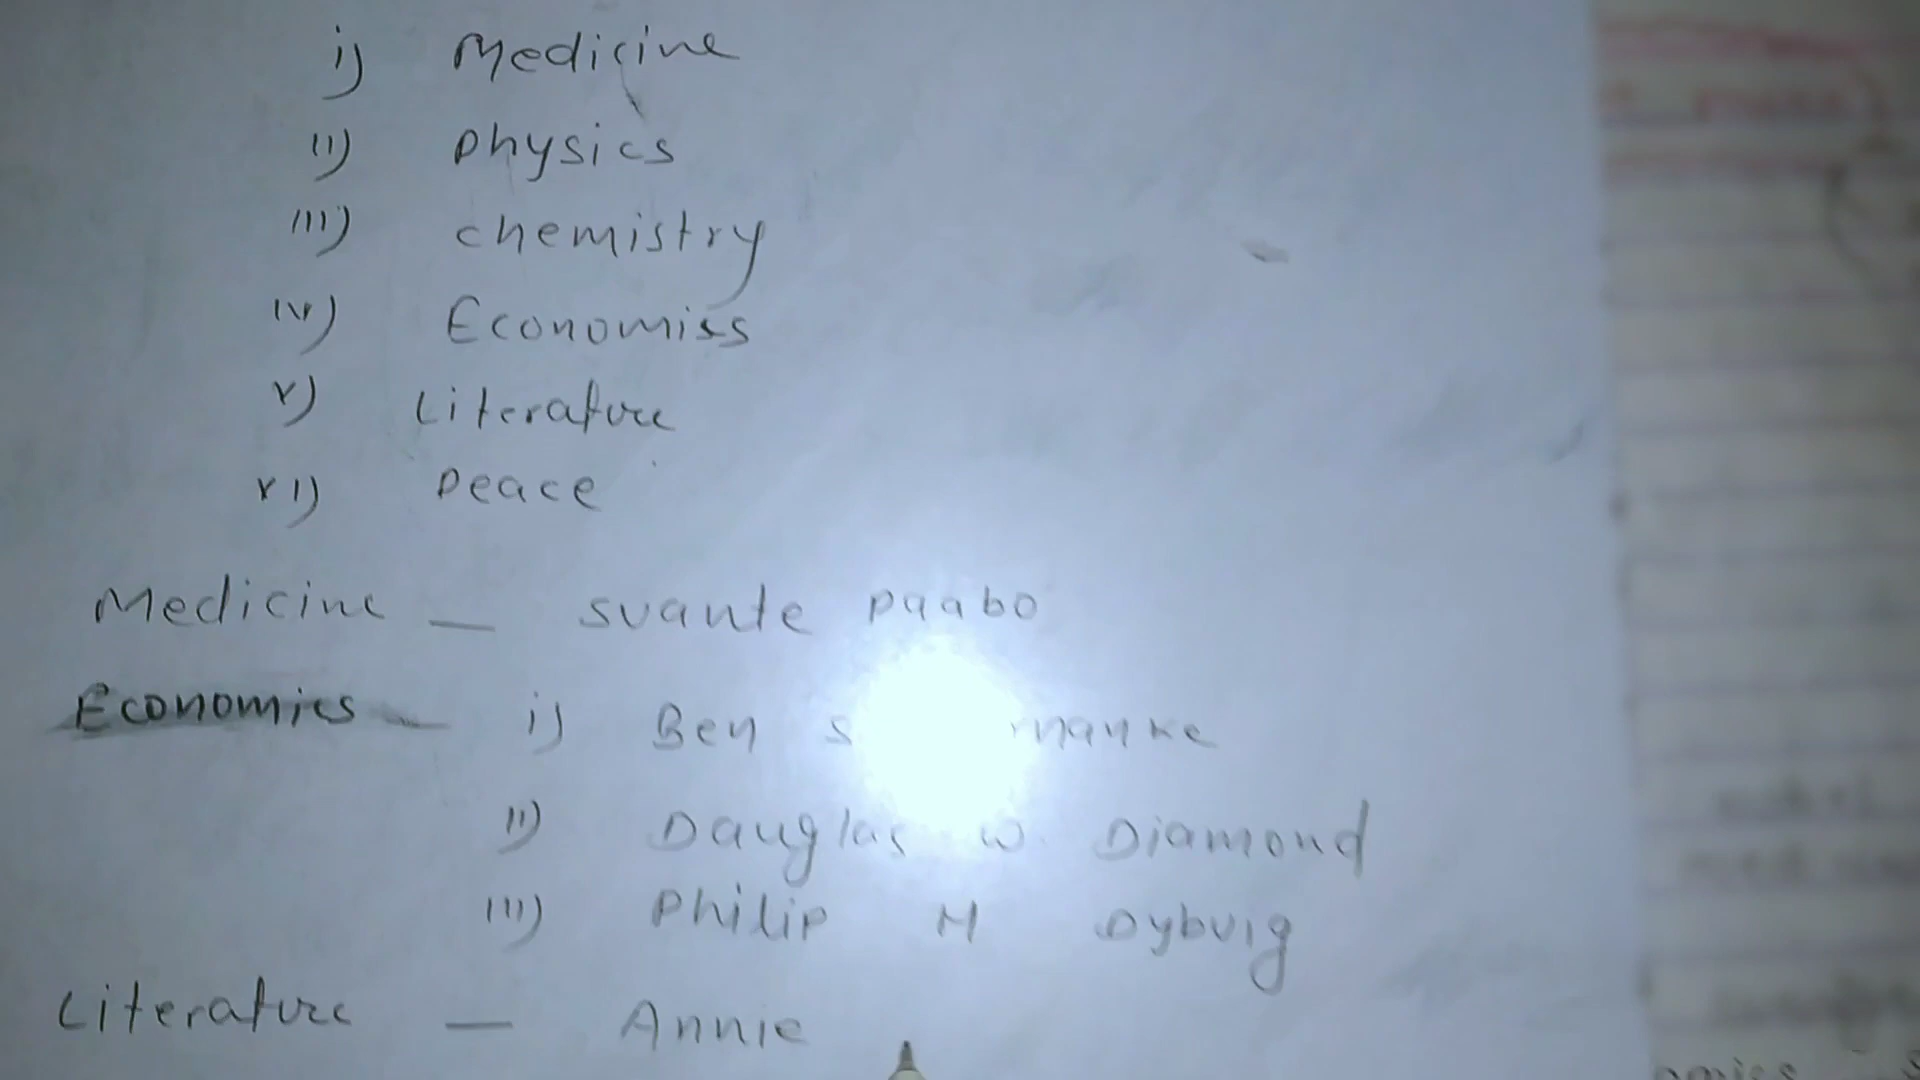 i) Medicine
ii) Physics
iii) chemistry
iv) Economiss
v) Literature
vi) Peace
Medicine — svante paabo
Economics — i) Ben s
ii) Dauglas W. Diamond
iii) Philip M Dybvig
Literature — Annie